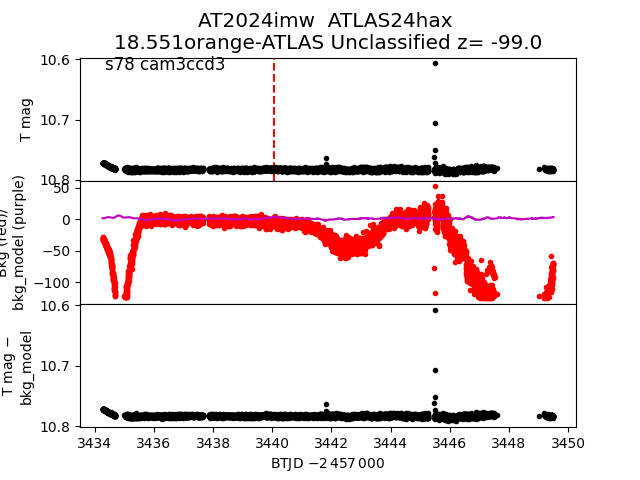 AT2024imw  ATLAS24hax
18.551orange-ATLAS Unclassified z= -99.0
s78 cam3ccd3
10.6
10.7
10.8
T mag
50
0
−50
−100
Bkg (red)/
bkg_model (purple)
10.6
10.7
10.8
T mag −
bkg_model
3434 3436 3438 3440 3442 3444 3446 3448 3450
BTJD −2 457 000